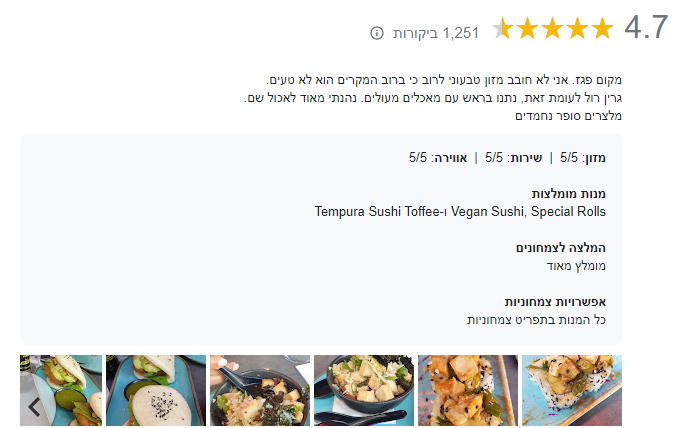 4.7
1,251 ביקורות
מקום פגז. אני לא חובב מזון טבעוני לרוב כי ברוב המקרים הוא לא טעים.
גרין רול לעומת זאת, נתנו בראש עם מאכלים מעולים. נהנתי מאוד לאכול שם.
מלצרים סופר נחמדים
מזון: 5/5 | שירות: 5/5 | אווירה: 5/5
מנות מומלצות
Vegan Sushi, Special Rolls ו-Tempura Sushi Toffee
המלצה לצמחונים
מומלץ מאוד
אפשרויות צמחוניות
כל המנות בתפריט צמחוניות